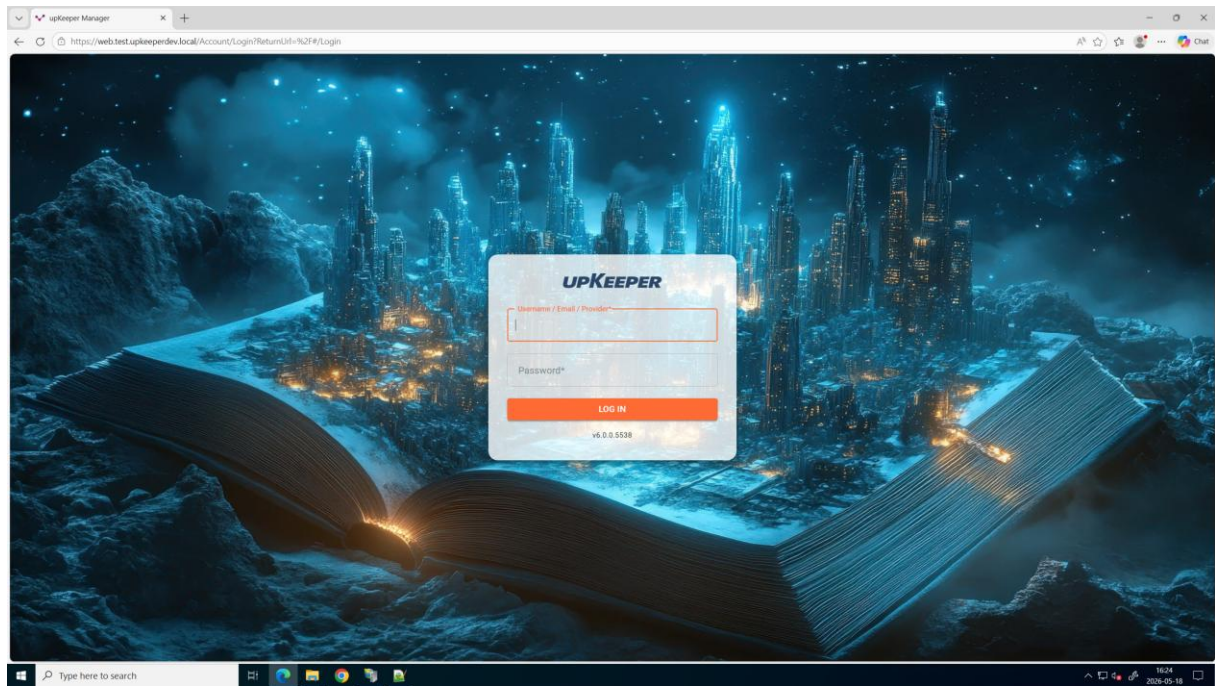 upKeeper Manager
https://web.test.upkeeperdev.local/Account/Login?ReturnUrl=%2F#/Login
Chat
UPKEEPER
Username / Email / Provider*
Password*
LOG IN
v6.0.0.5538
Type here to search
16:24
2026-05-18